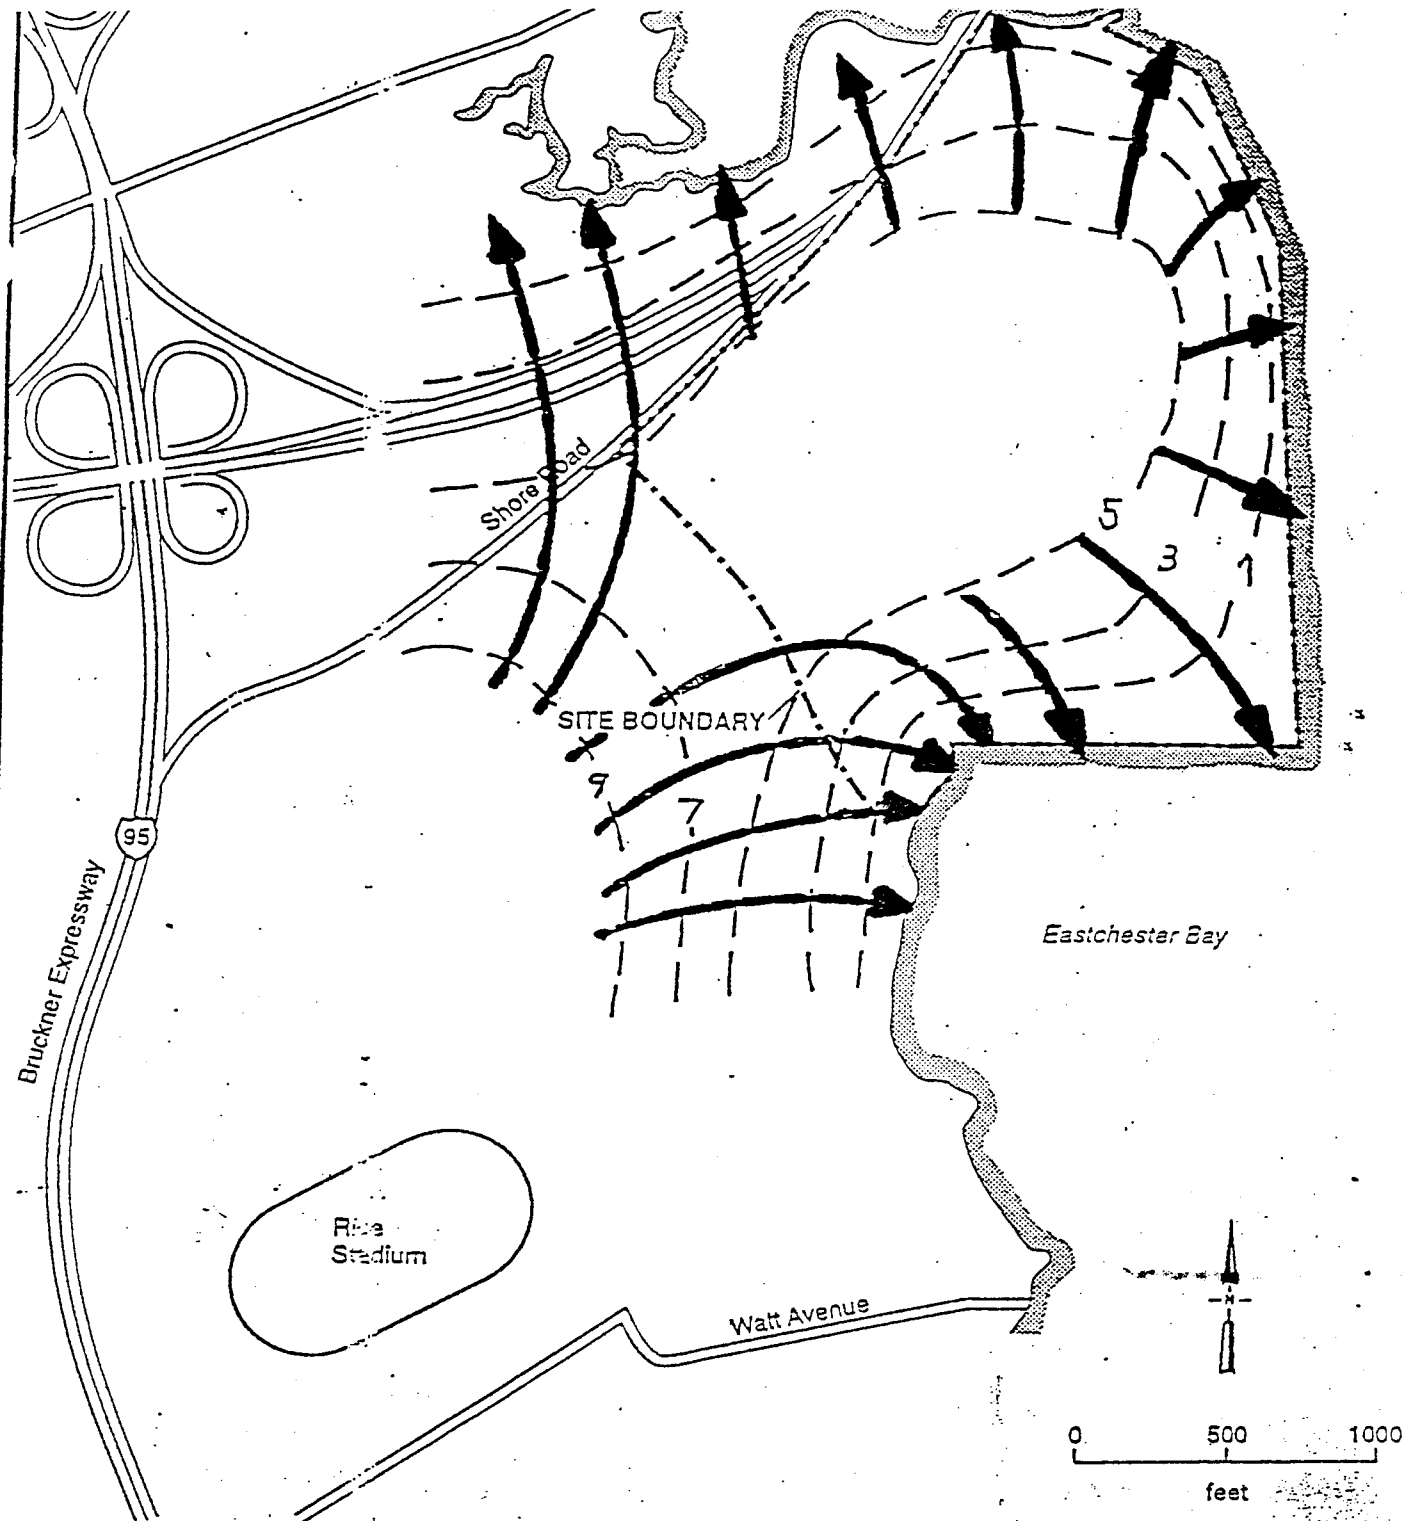 Shore Road
5
3
1
SITE BOUNDARY
9
7
95
Bruckner Expressway
Eastchester Bay
Rice
Stadium
Watt Avenue
N
0 500 1000
feet